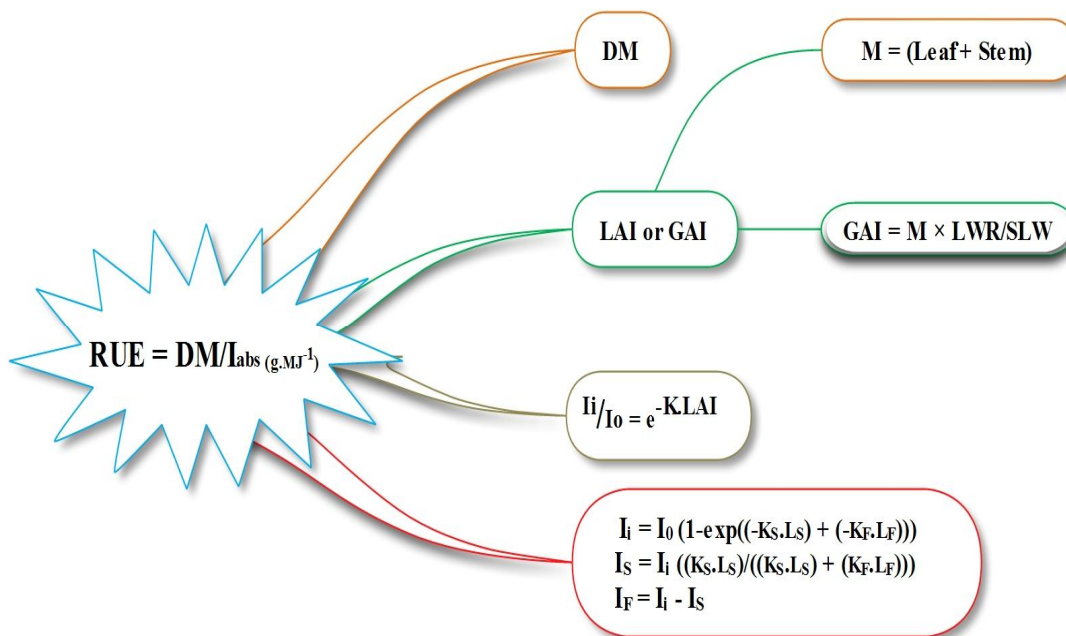 DM
M = (Leaf + Stem)
LAI or GAI
GAI = M × LWR/SLW
RUE = DM/Iabs (g.MJ⁻¹)
Ii/Io = e^-K.LAI
Ii = I0 (1-exp((-KS.LS) + (-KF.LF)))
IS = Ii ((KS.LS)/((KS.LS) + (KF.LF)))
IF = Ii - IS